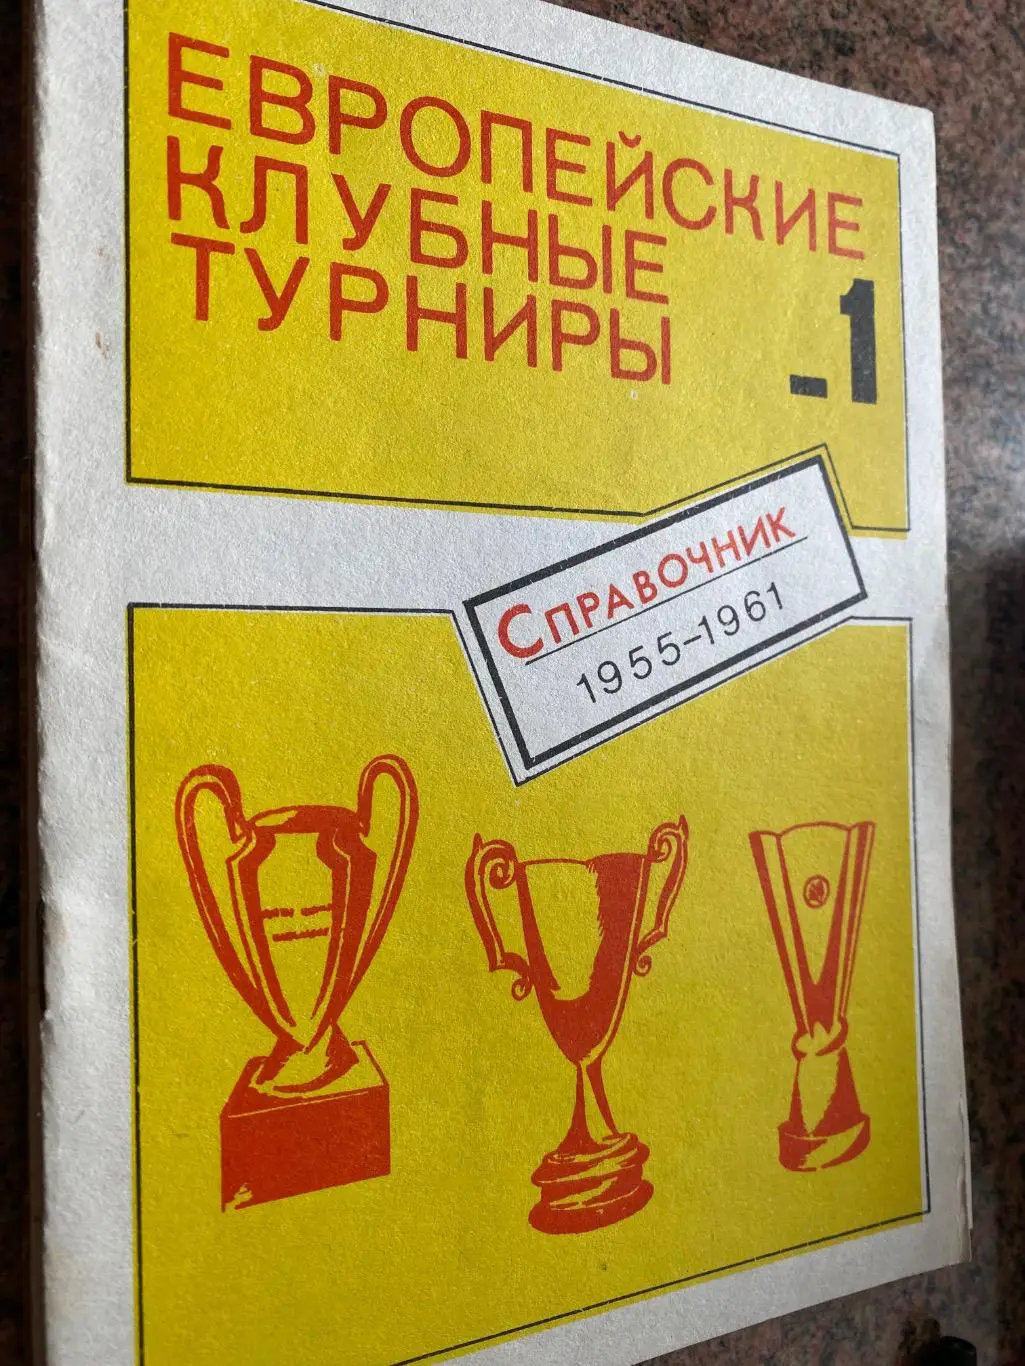 ЕВРОПЕЙСКИЕ
КЛУБНЫЕ
ТУРНИРЫ
-1
СПРАВОЧНИК
1955-1961